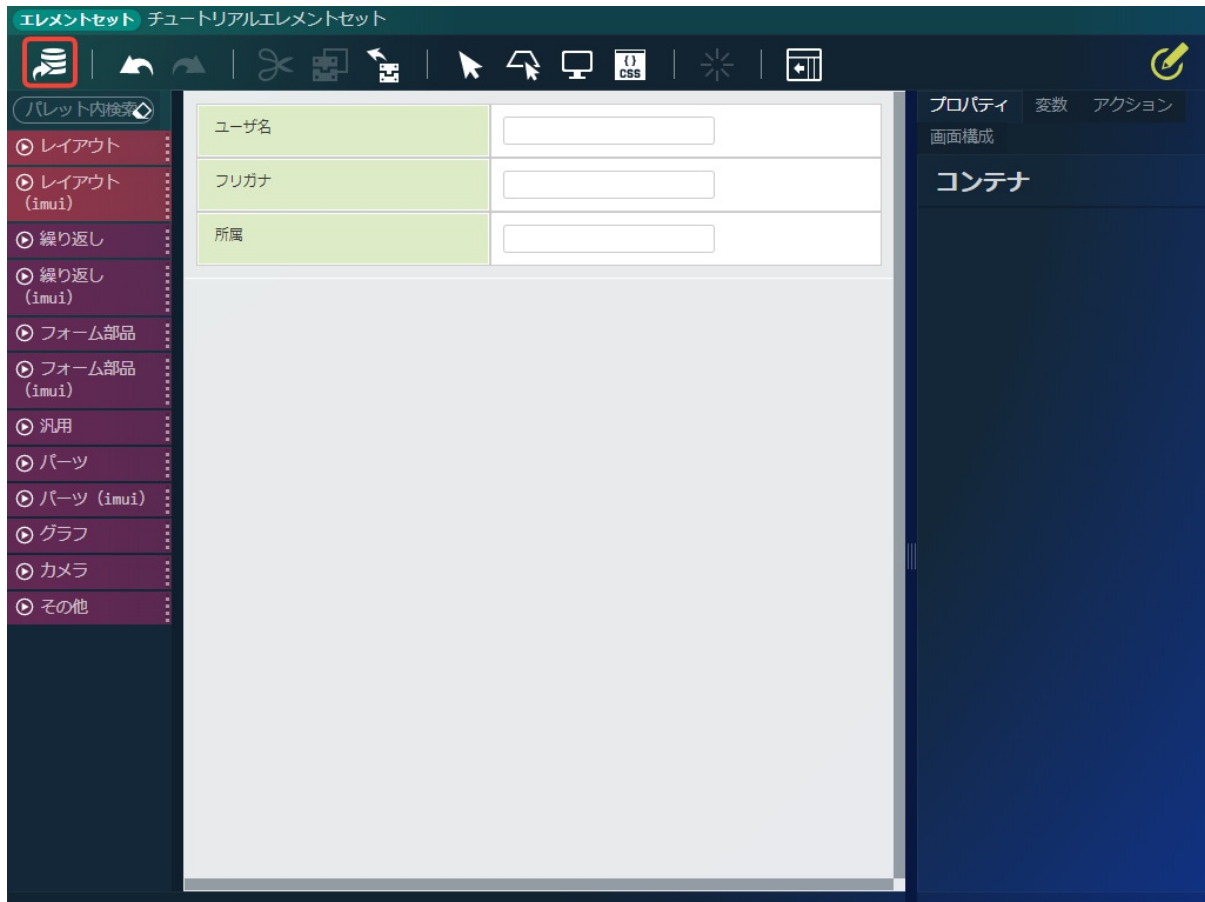 エレメントセット チュートリアルエレメントセット
{}
CSS
パレット内検索
レイアウト
レイアウト
(imui)
繰り返し
繰り返し
(imui)
フォーム部品
フォーム部品
(imui)
汎用
パーツ
パーツ (imui)
グラフ
カメラ
その他
ユーザ名
フリガナ
所属
プロパティ 変数 アクション
画面構成
コンテナ